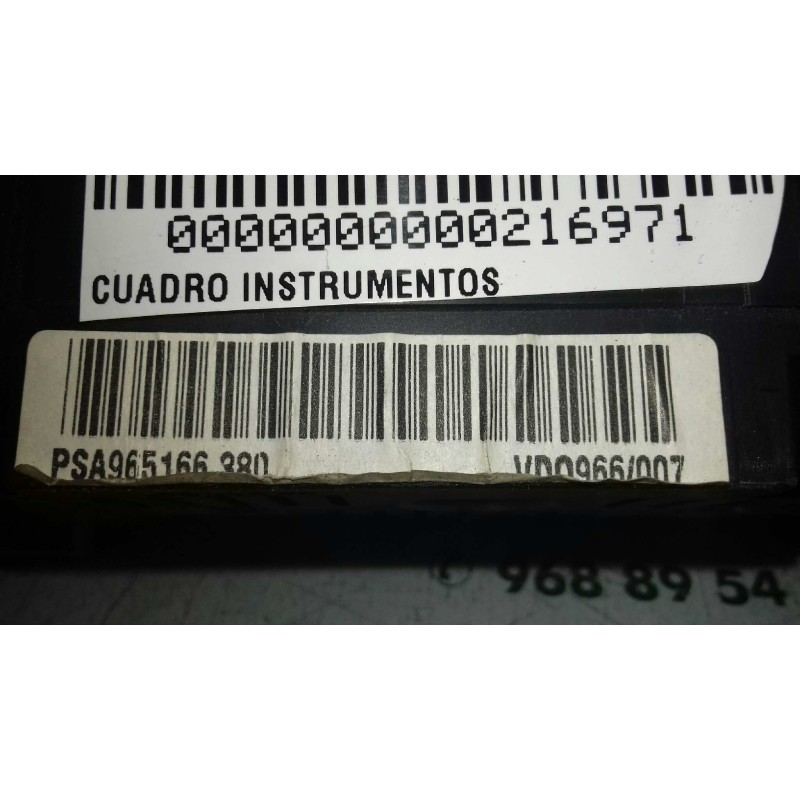 0000000000216971
CUADRO INSTRUMENTOS
PSA965166 380
VDO966/007
968 89 54